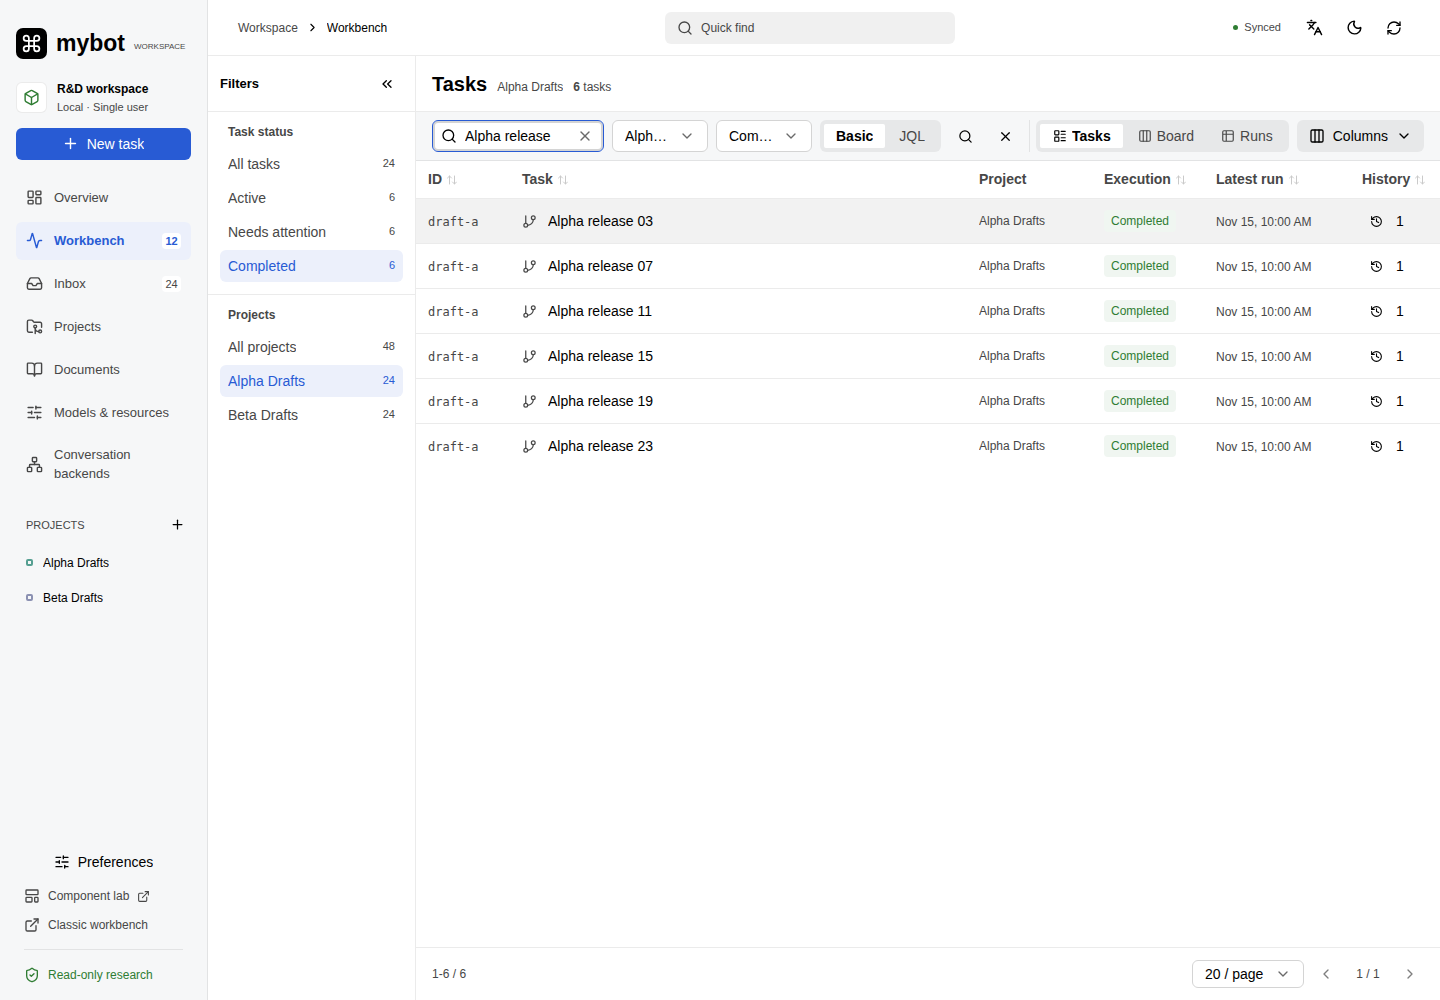 mybot WORKSPACE
R&D workspace
Local · Single user
New task
Overview
Workbench 12
Inbox 24
Projects
Documents
Models & resources
Conversation
backends
PROJECTS
Alpha Drafts
Beta Drafts
Preferences
Component lab
Classic workbench
Read-only research
Workspace Workbench
Quick find
Synced
Filters
Task status
All tasks 24
Active 6
Needs attention 6
Completed 6
Projects
All projects 48
Alpha Drafts 24
Beta Drafts 24
Tasks Alpha Drafts 6 tasks
Alpha release Alph… Com… Basic JQL Tasks Board Runs Columns
ID Task Project Execution Latest run History
draft-a Alpha release 03 Alpha Drafts Completed Nov 15, 10:00 AM 1
draft-a Alpha release 07 Alpha Drafts Completed Nov 15, 10:00 AM 1
draft-a Alpha release 11 Alpha Drafts Completed Nov 15, 10:00 AM 1
draft-a Alpha release 15 Alpha Drafts Completed Nov 15, 10:00 AM 1
draft-a Alpha release 19 Alpha Drafts Completed Nov 15, 10:00 AM 1
draft-a Alpha release 23 Alpha Drafts Completed Nov 15, 10:00 AM 1
1-6 / 6 20 / page 1 / 1